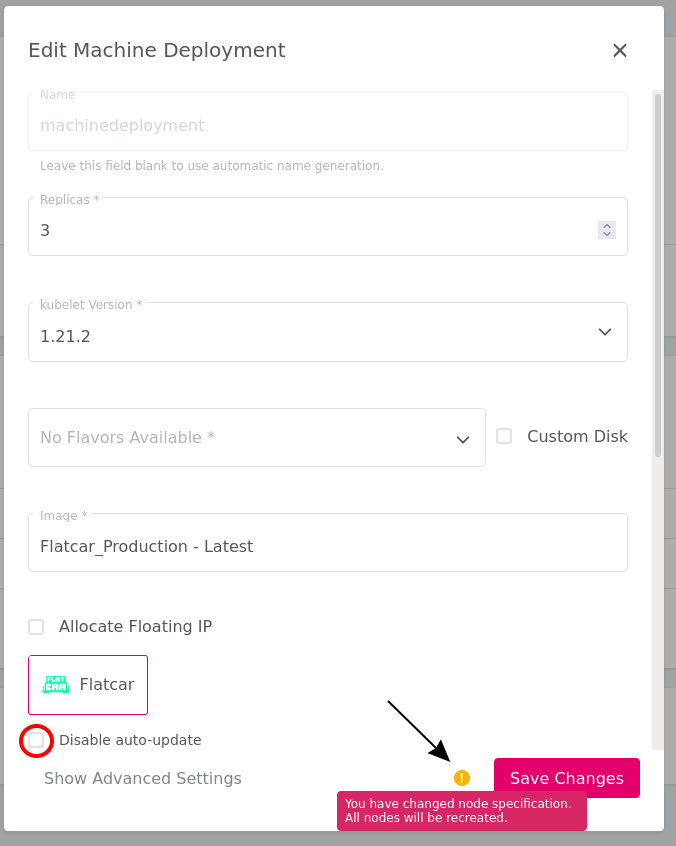 Edit Machine Deployment
Name
machinedeployment
Leave this field blank to use automatic name generation.
Replicas *
3
kubelet Version *
1.21.2
No Flavors Available *
Custom Disk
Image *
Flatcar_Production - Latest
Allocate Floating IP
FLAT
CAR
Flatcar
Disable auto-update
Show Advanced Settings
!
Save Changes
You have changed node specification.
All nodes will be recreated.